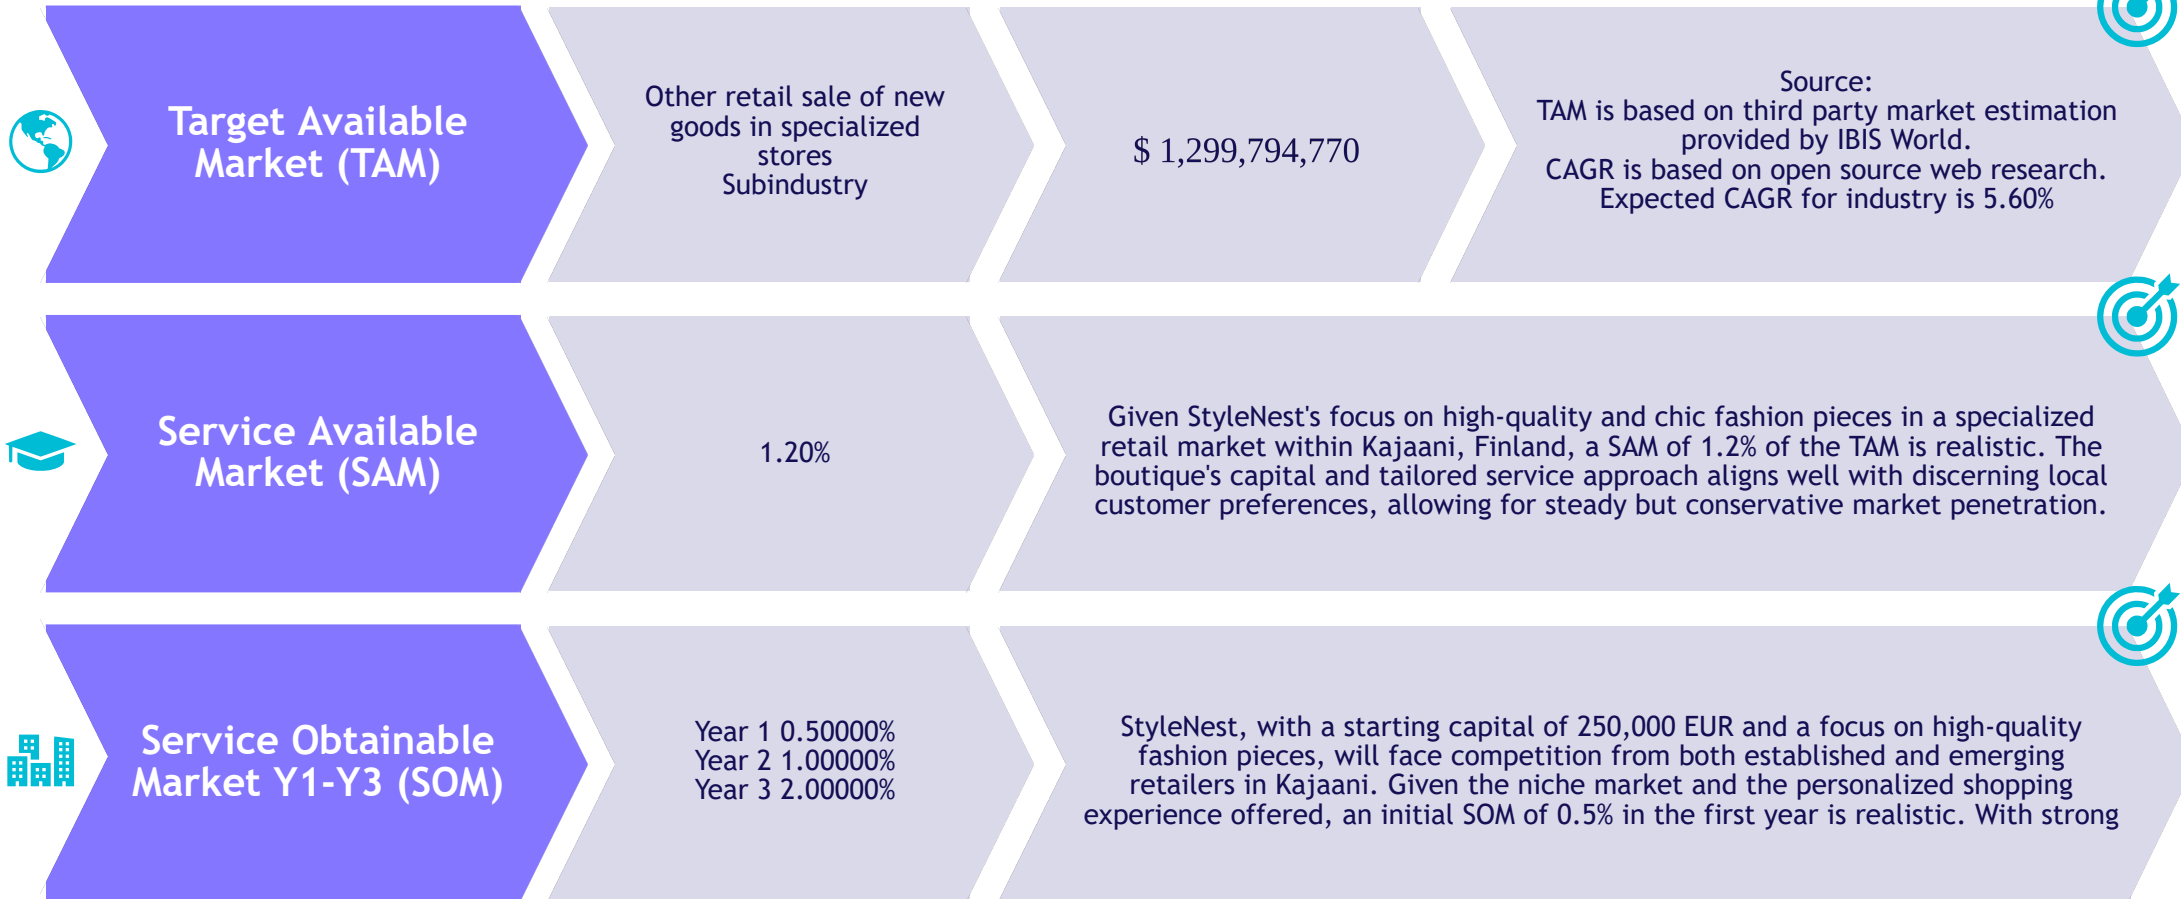 Target Available
Market (TAM)
Other retail sale of new
goods in specialized
stores
Subindustry
$ 1,299,794,770
Source:
TAM is based on third party market estimation
provided by IBIS World.
CAGR is based on open source web research.
Expected CAGR for industry is 5.60%
Service Available
Market (SAM)
1.20%
Given StyleNest's focus on high-quality and chic fashion pieces in a specialized
retail market within Kajaani, Finland, a SAM of 1.2% of the TAM is realistic. The
boutique's capital and tailored service approach aligns well with discerning local
customer preferences, allowing for steady but conservative market penetration.
Service Obtainable
Market Y1-Y3 (SOM)
Year 1 0.50000%
Year 2 1.00000%
Year 3 2.00000%
StyleNest, with a starting capital of 250,000 EUR and a focus on high-quality
fashion pieces, will face competition from both established and emerging
retailers in Kajaani. Given the niche market and the personalized shopping
experience offered, an initial SOM of 0.5% in the first year is realistic. With strong